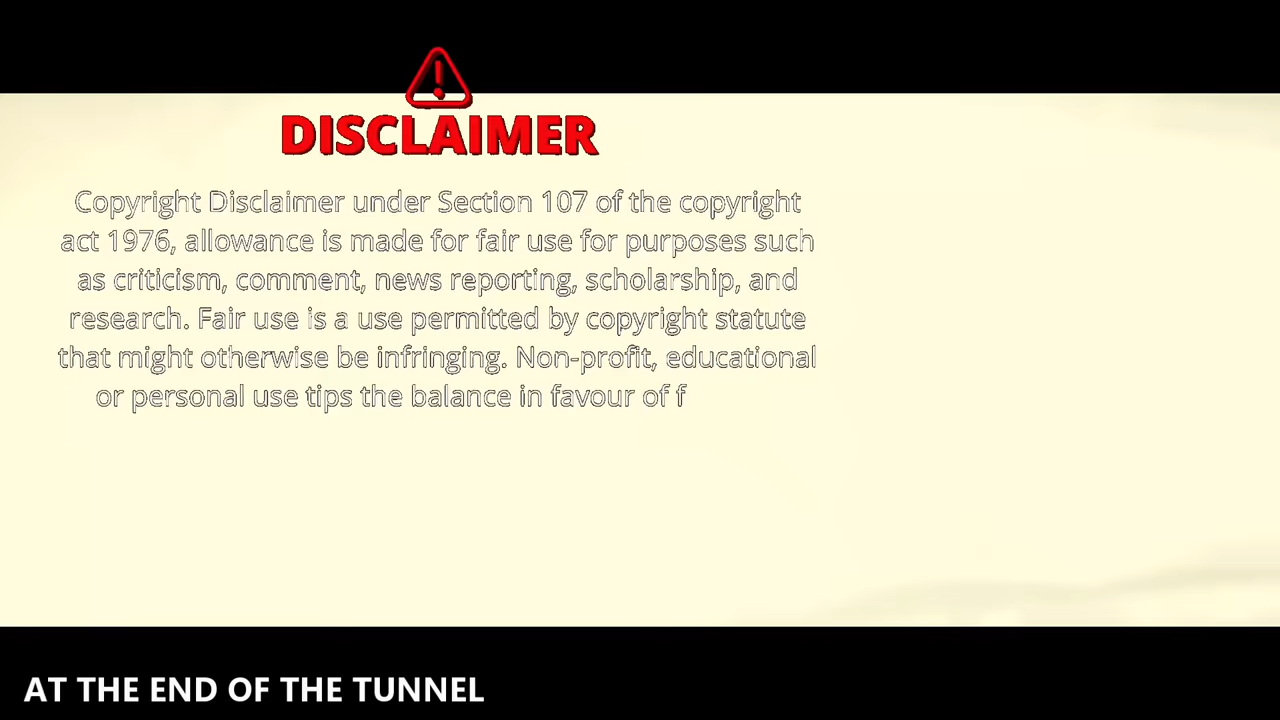 DISCLAIMER
Copyright Disclaimer under Section 107 of the copyright
act 1976, allowance is made for fair use for purposes such
as criticism, comment, news reporting, scholarship, and
research. Fair use is a use permitted by copyright statute
that might otherwise be infringing. Non-profit, educational
or personal use tips the balance in favour of f
AT THE END OF THE TUNNEL